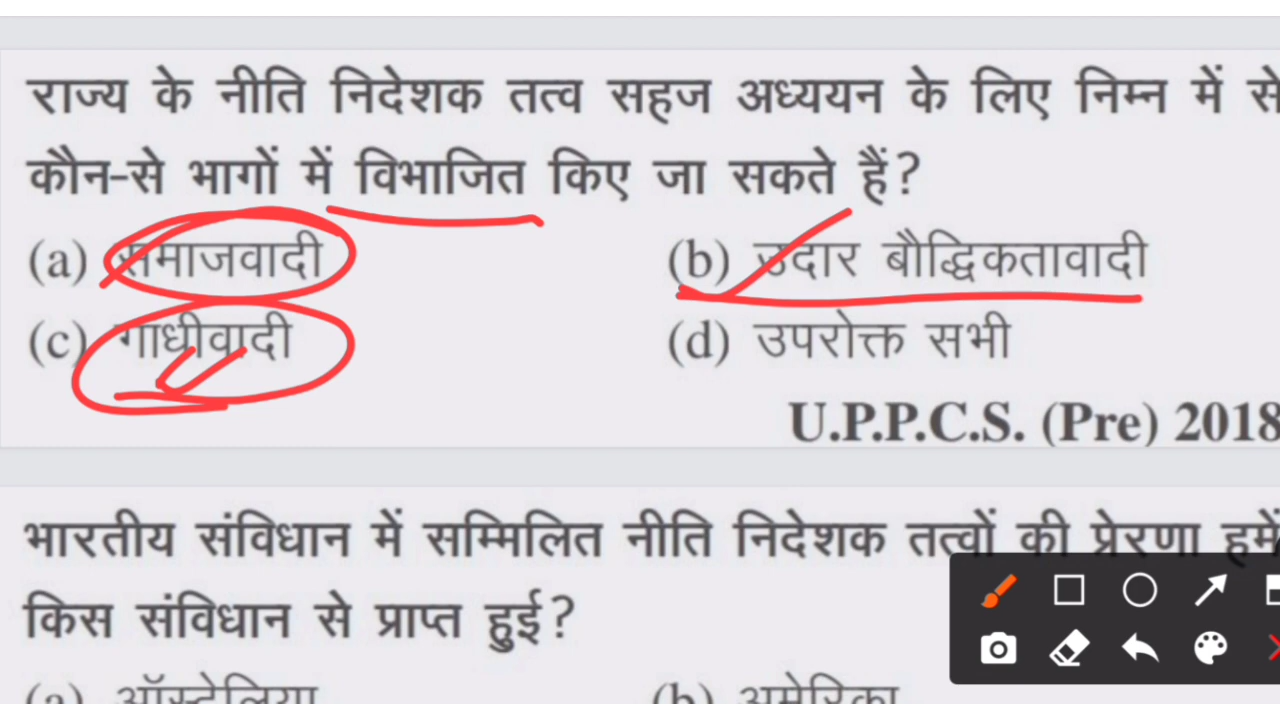 राज्य के नीति निदेशक तत्व सहज अध्ययन के लिए निम्न में से
कौन-से भागों में विभाजित किए जा सकते हैं?
(a) समाजवादी (b) उदार बौद्धिकतावादी
(c) गाधीवादी (d) उपरोक्त सभी
U.P.P.C.S. (Pre) 2018
भारतीय संविधान में सम्मिलित नीति निदेशक तत्वों की प्रेरणा हमें
किस संविधान से प्राप्त हुई?
(a) ऑस्ट्रेलिया (b) अमेरिका